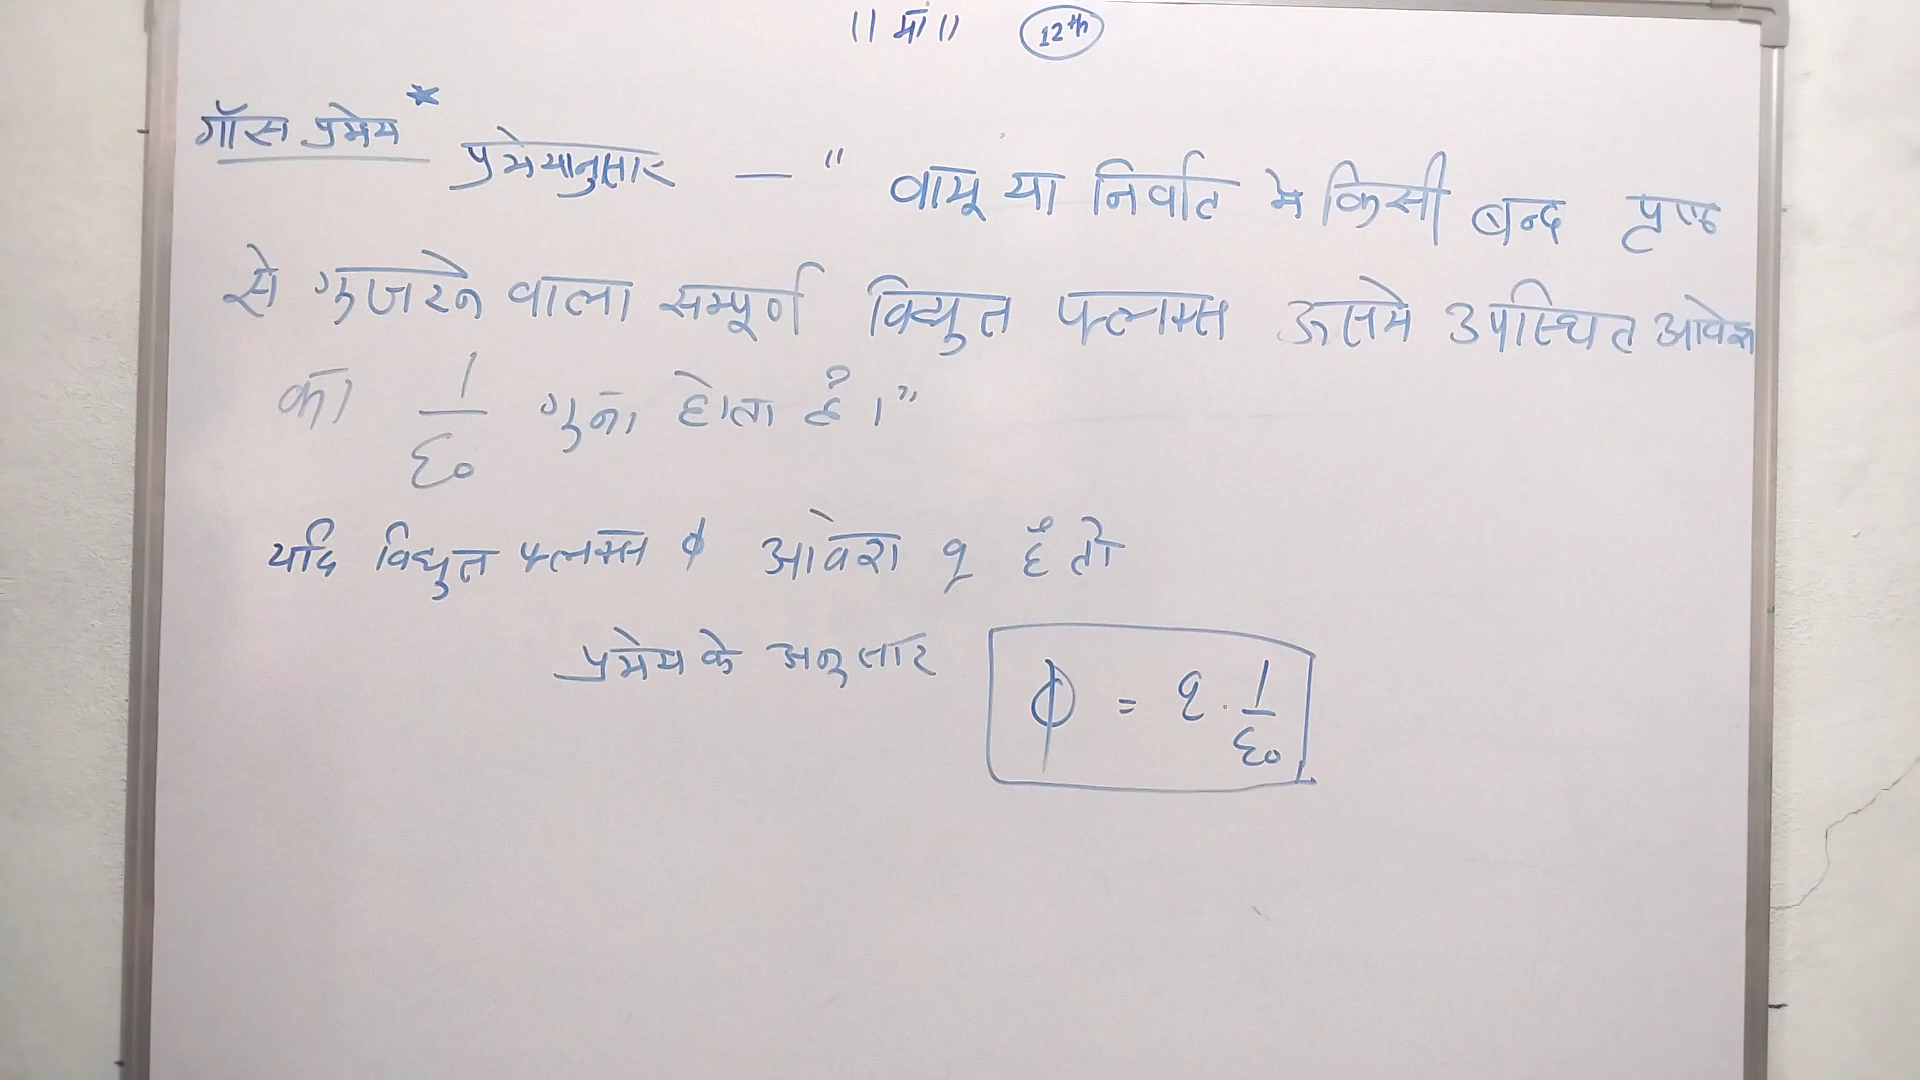 ॥ माँ ॥ 12th
गॉस प्रमेय *
प्रमेयानुसार — " वायू या निर्वात मे किसी बन्द पृष्ठ
से गुजरने वाला सम्पूर्ण विद्युत फ्लक्स उसमे उपस्थित आवेश
का 1/ε₀ गुना होता है।"
यदि विद्युत फ्लक्स ϕ आवेश q है तो
प्रमेय के अनुसार ϕ = q · 1/ε₀